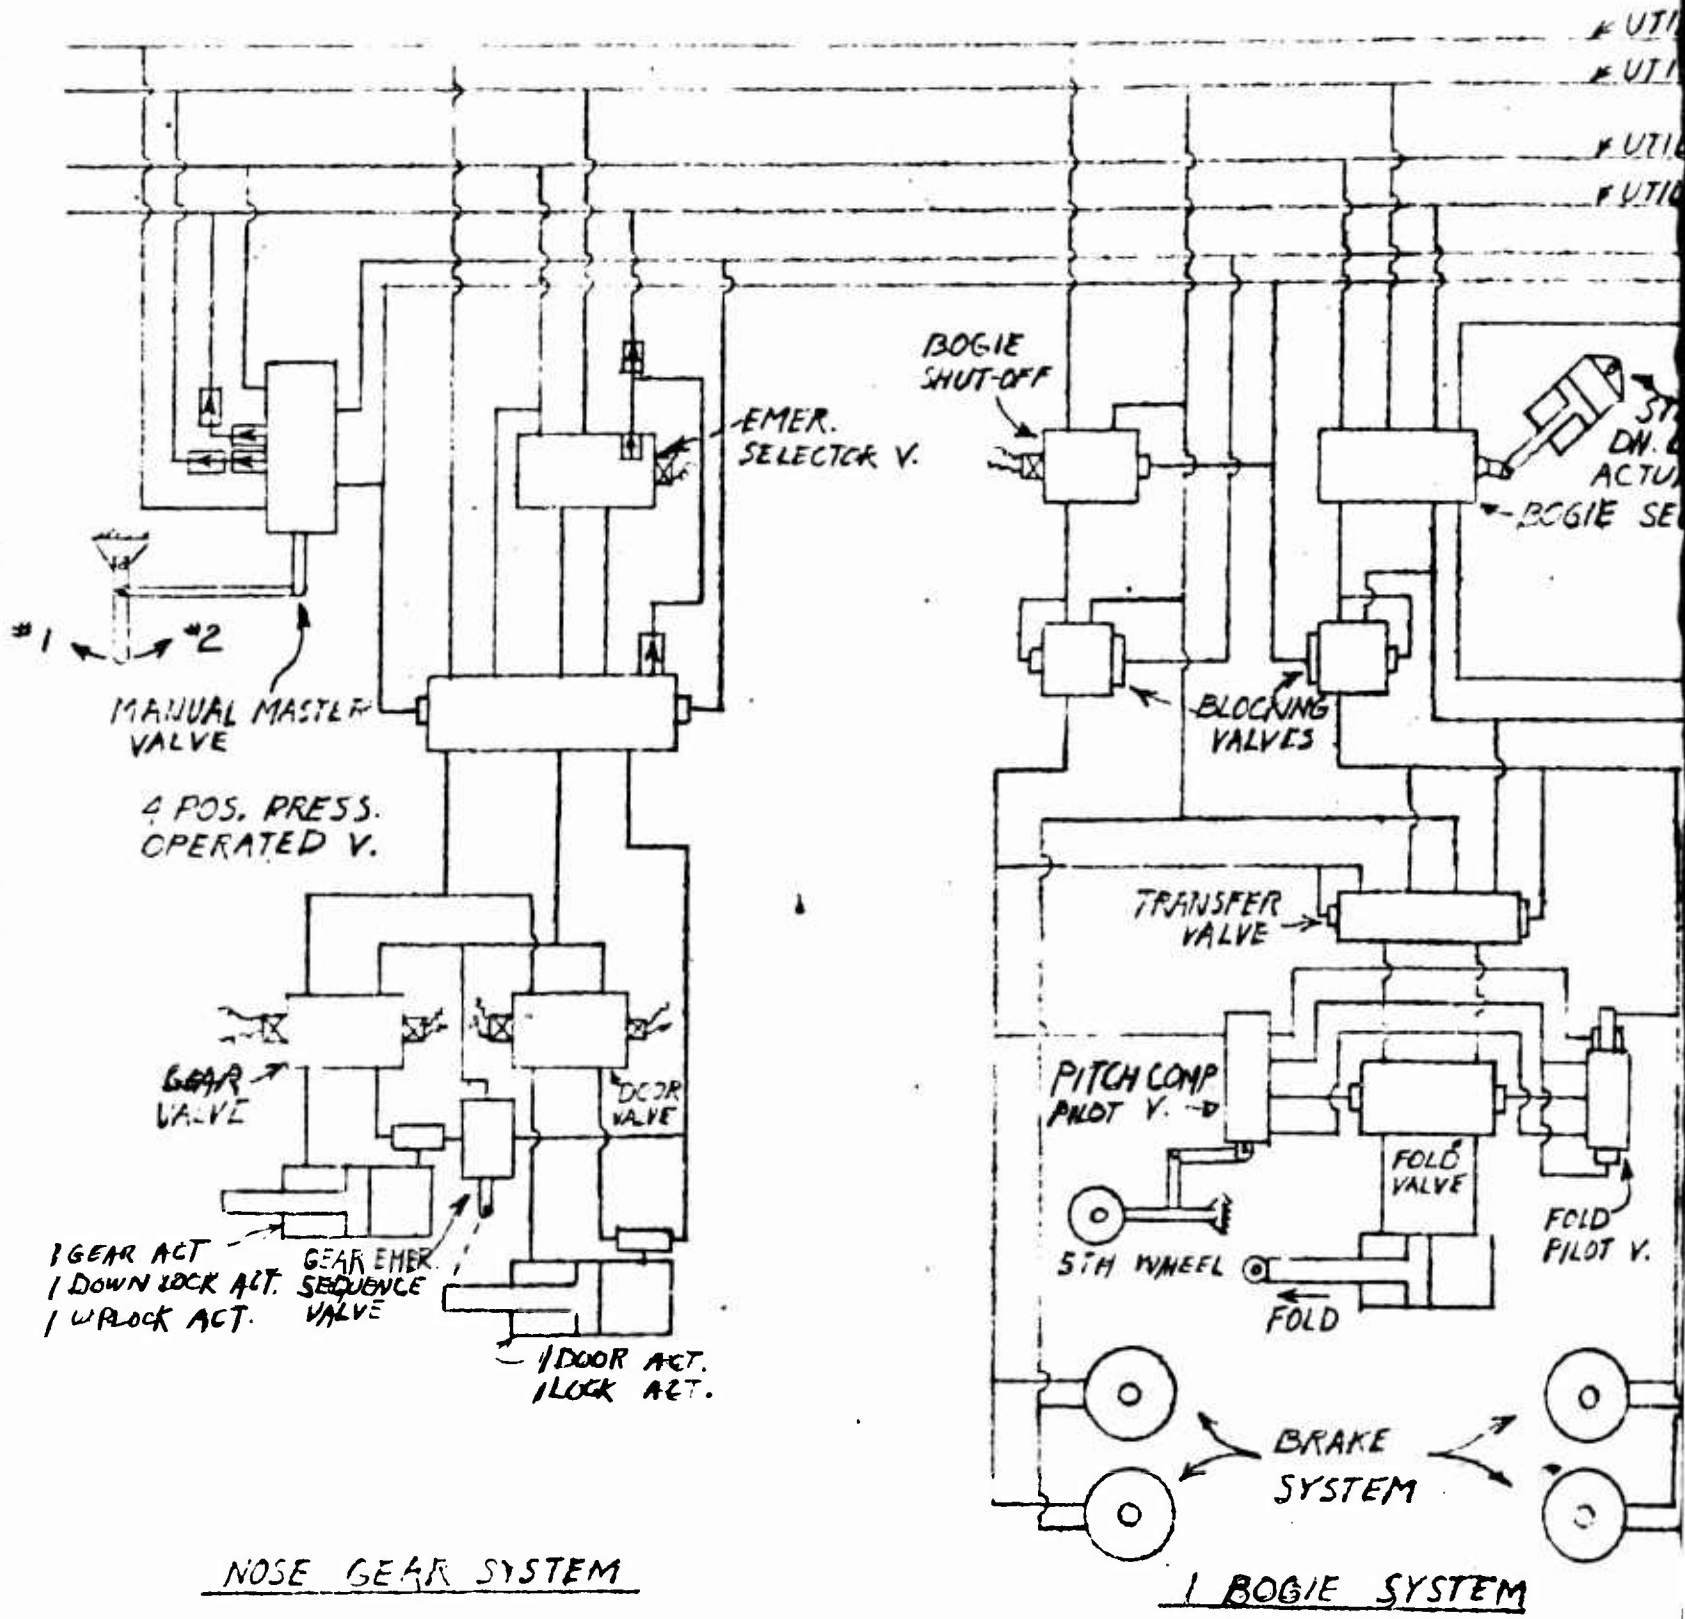 UTI
UTI
UTIL
UTIL
BOGIE
SHUT-OFF
EMER.
SELECTOR V.
ST
DN. L
ACTU
BOGIE SE
#1 #2
MANUAL MASTER
VALVE
4 POS. PRESS.
OPERATED V.
BLOCKING
VALVES
TRANSFER
VALVE
GEAR
VALVE
DOOR
VALVE
PITCH COMP
PILOT V.
FOLD
VALVE
FOLD
PILOT V.
5TH WHEEL
FOLD
1 GEAR ACT
1 DOWN LOCK ACT.
1 UPLOCK ACT.
GEAR EMER.
SEQUENCE
VALVE
1 DOOR ACT.
1 LOCK ACT.
BRAKE
SYSTEM
NOSE GEAR SYSTEM
1 BOGIE SYSTEM